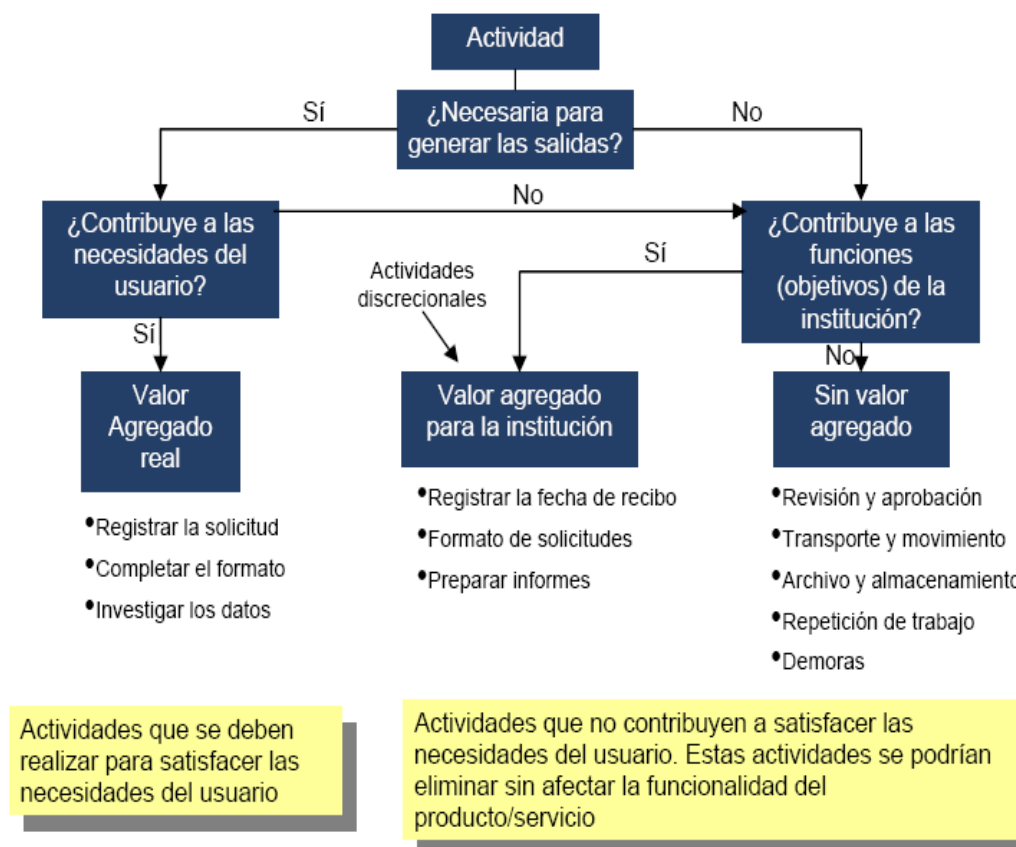 Actividad
Sí
¿Necesaria para
generar las salidas?
No
¿Contribuye a las
necesidades del
usuario?
No
¿Contribuye a las
funciones
(objetivos) de la
institución?
Actividades
discrecionales
Sí
Sí
No
Valor
Agregado
real
Valor agregado
para la institución
Sin valor
agregado
•Registrar la solicitud
•Completar el formato
•Investigar los datos
•Registrar la fecha de recibo
•Formato de solicitudes
•Preparar informes
•Revisión y aprobación
•Transporte y movimiento
•Archivo y almacenamiento
•Repetición de trabajo
•Demoras
Actividades que se deben
realizar para satisfacer las
necesidades del usuario
Actividades que no contribuyen a satisfacer las
necesidades del usuario. Estas actividades se podrían
eliminar sin afectar la funcionalidad del
producto/servicio